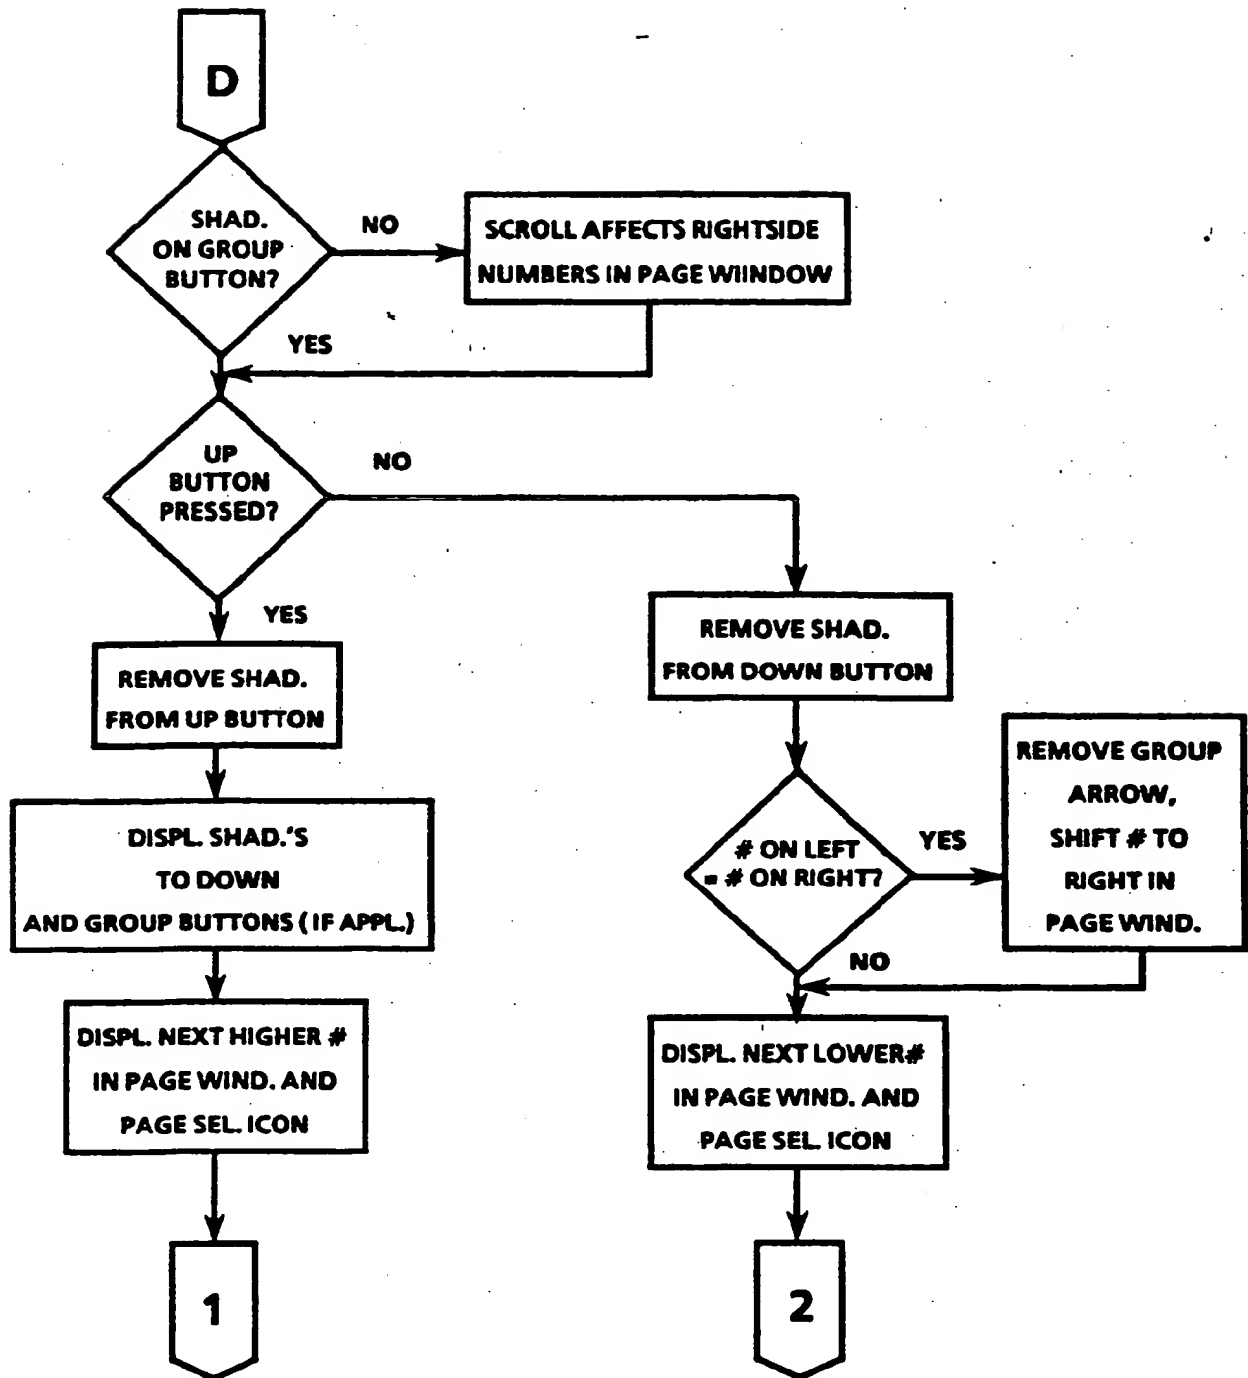 D
SHAD.
ON GROUP
BUTTON?
NO
SCROLL AFFECTS RIGHTSIDE
NUMBERS IN PAGE WIINDOW
YES
UP
BUTTON
PRESSED?
NO
YES
REMOVE SHAD.
FROM UP BUTTON
DISPL. SHAD.'S
TO DOWN
AND GROUP BUTTONS ( IF APPL.)
DISPL. NEXT HIGHER #
IN PAGE WIND. AND
PAGE SEL. ICON
1
REMOVE SHAD.
FROM DOWN BUTTON
# ON LEFT
= # ON RIGHT?
YES
REMOVE GROUP
ARROW,
SHIFT # TO
RIGHT IN
PAGE WIND.
NO
DISPL. NEXT LOWER#
IN PAGE WIND. AND
PAGE SEL. ICON
2